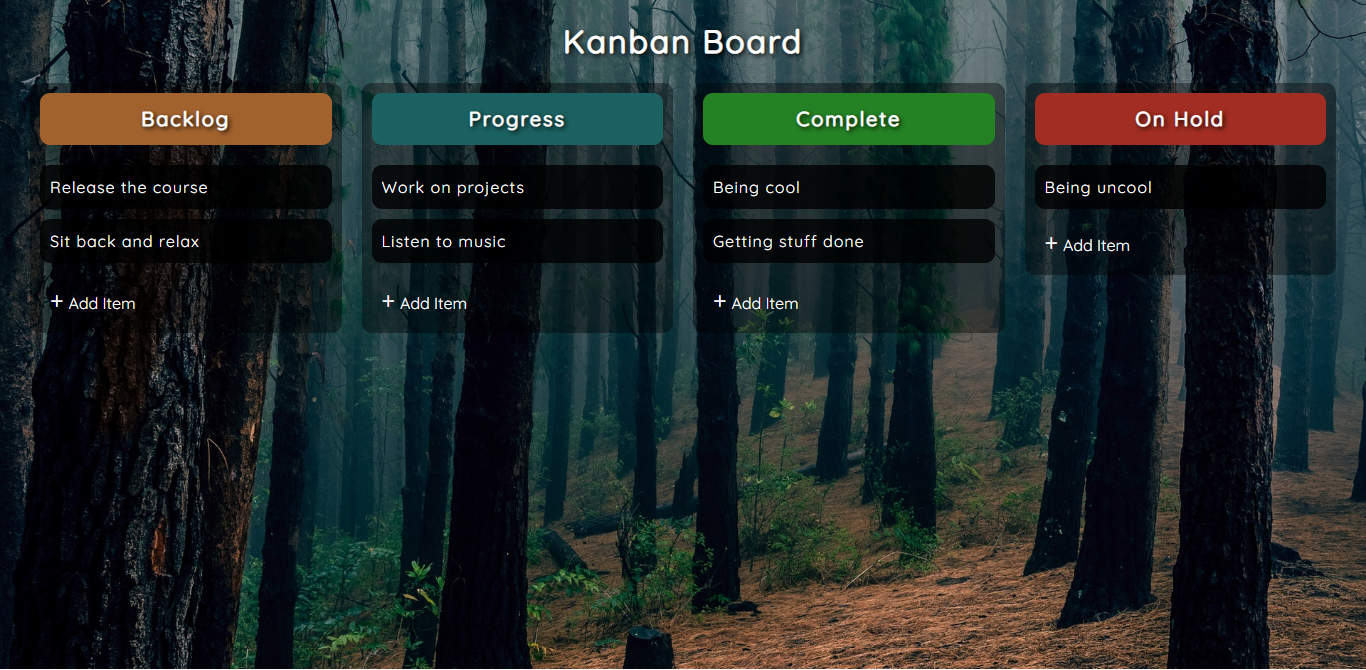 Kanban Board
Backlog
Release the course
Sit back and relax
+ Add Item
Progress
Work on projects
Listen to music
+ Add Item
Complete
Being cool
Getting stuff done
+ Add Item
On Hold
Being uncool
+ Add Item